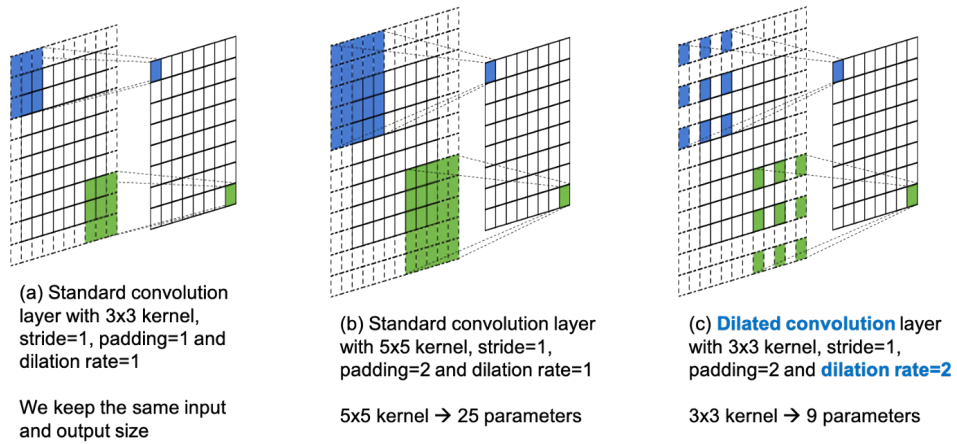 (a) Standard convolution
layer with 3x3 kernel,
stride=1, padding=1 and
dilation rate=1
We keep the same input
and output size
(b) Standard convolution layer
with 5x5 kernel, stride=1,
padding=2 and dilation rate=1
5x5 kernel → 25 parameters
(c) Dilated convolution layer
with 3x3 kernel, stride=1,
padding=2 and dilation rate=2
3x3 kernel → 9 parameters